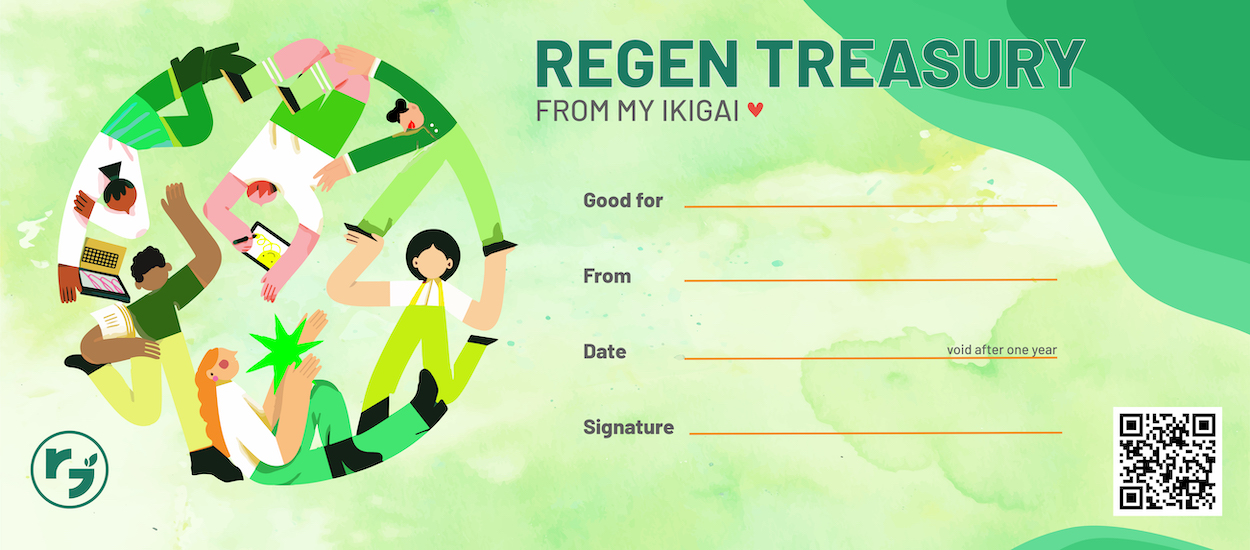 REGEN TREASURY
FROM MY IKIGAI
Good for
From
Date
void after one year
Signature